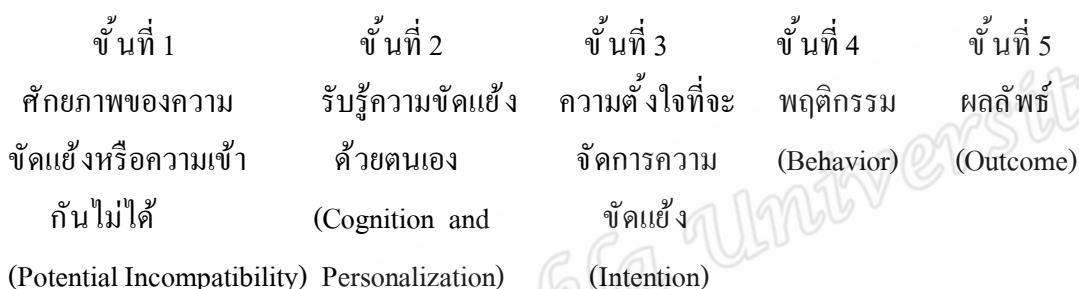 ขั้นที่ 1 ขั้นที่ 2 ขั้นที่ 3 ขั้นที่ 4 ขั้นที่ 5
ศักยภาพของความ รับรู้ความขัดแย้ง ความตั้งใจที่จะ พฤติกรรม ผลลัพธ์
ขัดแย้งหรือความเข้า ด้วยตนเอง จัดการความ (Behavior) (Outcome)
กันไม่ได้ (Cognition and ขัดแย้ง
(Potential Incompatibility) Personalization) (Intention)